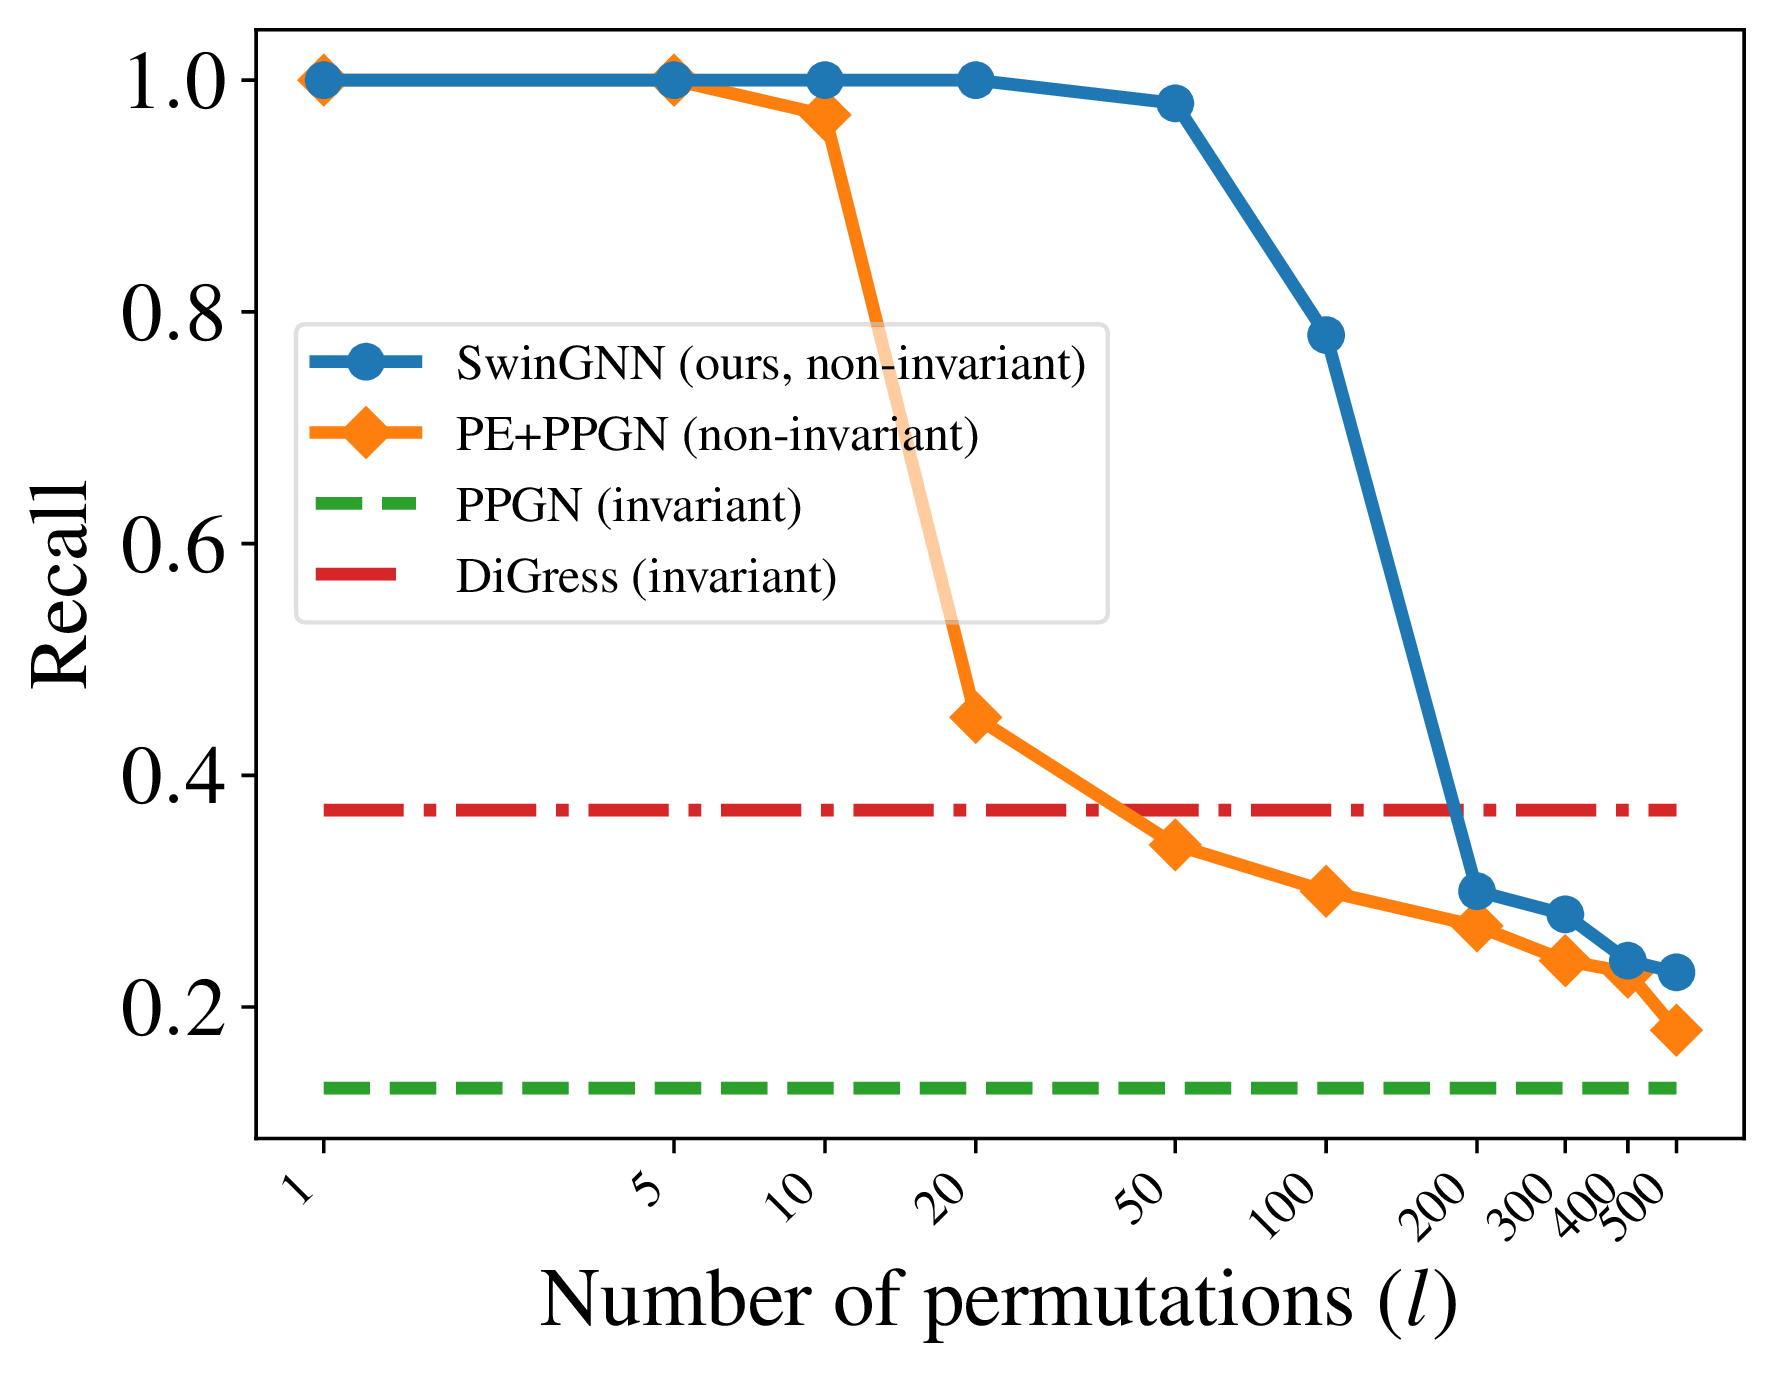 1.0
0.8
0.6
0.4
0.2
Recall
SwinGNN (ours, non-invariant)
PE+PPGN (non-invariant)
PPGN (invariant)
DiGress (invariant)
1 5 10 20 50 100 200 300 400 500
Number of permutations (l)